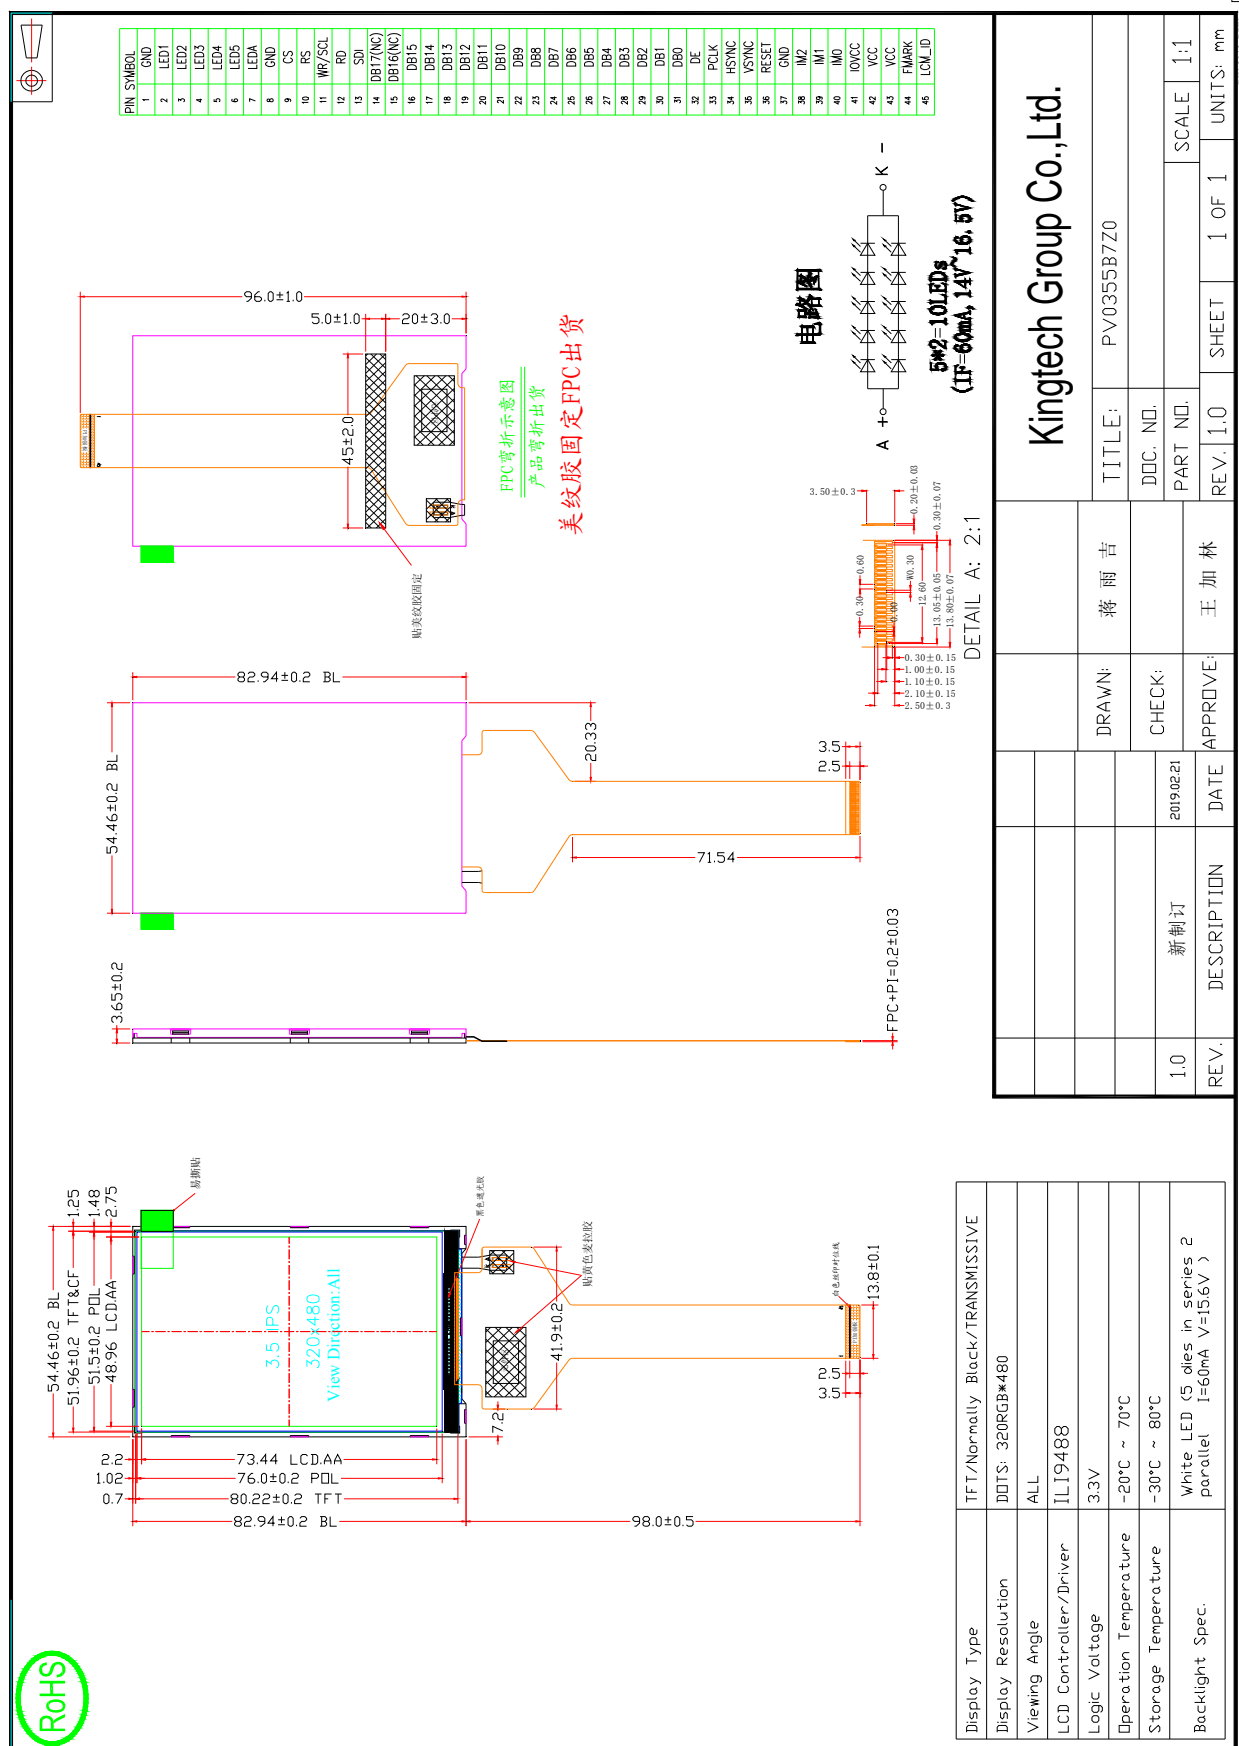 RoHS
54.46±0.2 BL
51.96±0.2 TFT&CF
51.5±0.2 POL
48.96 LCD.AA
1.25
1.48
2.75
易撕贴
3.5 IPS
320x480
View Direction:All
2.2
1.02
0.7
73.44 LCD.AA
76.0±0.2 POL
80.22±0.2 TFT
82.94±0.2 BL
98.0±0.5
7.2
41.9±0.2
贴黄色麦拉胶
黑色遮光胶
13.8±0.1
2.5
3.5
3.65±0.2
FPC+PI=0.2±0.03
54.46±0.2 BL
82.94±0.2 BL
20.33
71.54
3.5
2.5
96.0±1.0
5.0±1.0
20±3.0
45±2.0
贴美纹胶固定
FPC弯折示意图
产品弯折出货
美纹胶固定FPC出货
PIN SYMBOL
1 GND
2 LED1
3 LED2
4 LED3
5 LED4
6 LED5
7 LEDA
8 GND
9 CS
10 RS
11 WR/SCL
12 RD
13 SDI
14 DB17(NC)
15 DB16(NC)
16 DB15
17 DB14
18 DB13
19 DB12
20 DB11
21 DB10
22 DB9
23 DB8
24 DB7
25 DB6
26 DB5
27 DB4
28 DB3
29 DB2
30 DB1
31 DB0
32 DE
33 PCLK
34 HSYNC
35 VSYNC
36 RESET
37 GND
38 IM2
39 IM1
40 IM0
41 IOVCC
42 VCC
43 VCC
44 FMARK
45 LCM_ID
电路图
A +
K -
5*2=10LEDs
(IF=60mA, 14V~16.5V)
3.50±0.3
0.20±0.03
0.30±0.07
0.60
0.30
W0.30
12.60
13.05±0.05
13.80±0.07
0.30±0.15
1.00±0.15
1.10±0.15
2.10±0.15
2.50±0.3
DETAIL A: 2:1
Display Type TFT/Normally Black/TRANSMISSIVE
Display Resolution DOTS: 320RGB*480
Viewing Angle ALL
LCD Controller/Driver ILI9488
Logic Voltage 3.3V
Operation Temperature -20°C ~ 70°C
Storage Temperature -30°C ~ 80°C
Backlight Spec. White LED (5 dies in series 2
parallel I=60mA V=15.6V )
Kingtech Group Co.,Ltd.
TITLE: PV0355B7Z0
DOC. NO.
PART NO.
SCALE 1:1
REV. 1.0 SHEET 1 OF 1 UNITS: mm
DRAWN: 蒋雨吉
CHECK:
APPROVE: 王加林
1.0 新制订 2019.02.21
REV. DESCRIPTION DATE